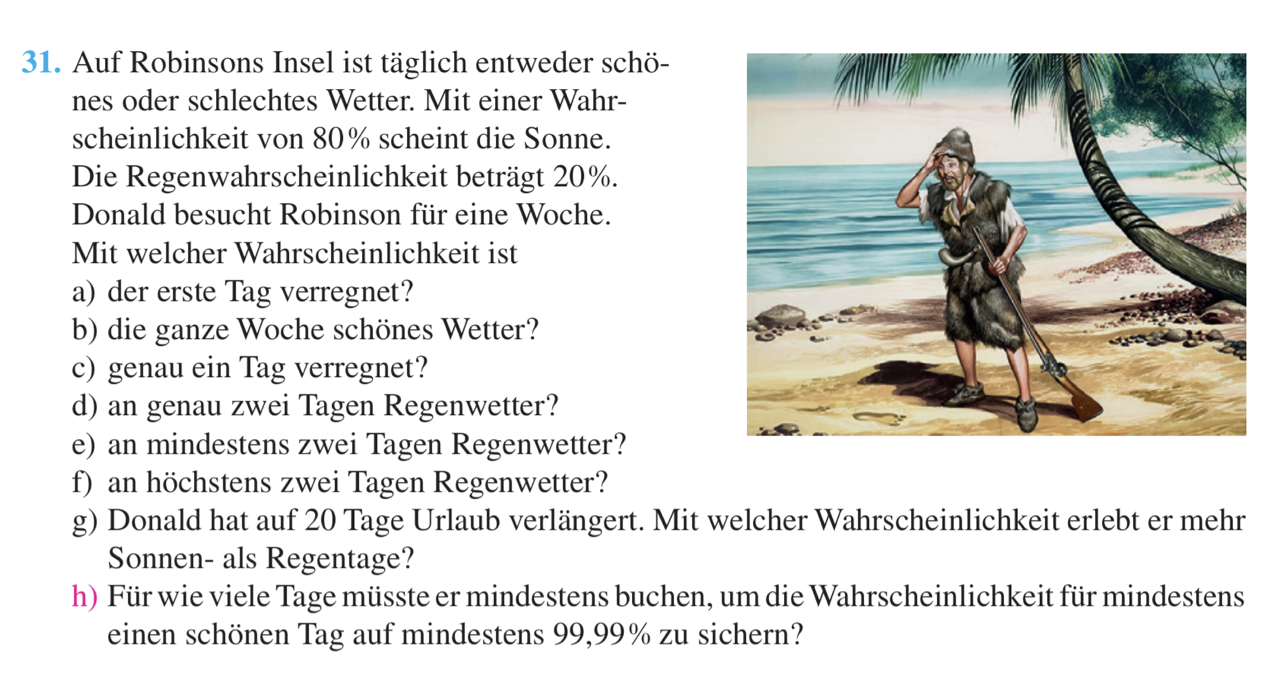 31. Auf Robinsons Insel ist täglich entweder schö-
nes oder schlechtes Wetter. Mit einer Wahr-
scheinlichkeit von 80% scheint die Sonne.
Die Regenwahrscheinlichkeit beträgt 20%.
Donald besucht Robinson für eine Woche.
Mit welcher Wahrscheinlichkeit ist
a) der erste Tag verregnet?
b) die ganze Woche schönes Wetter?
c) genau ein Tag verregnet?
d) an genau zwei Tagen Regenwetter?
e) an mindestens zwei Tagen Regenwetter?
f) an höchstens zwei Tagen Regenwetter?
g) Donald hat auf 20 Tage Urlaub verlängert. Mit welcher Wahrscheinlichkeit erlebt er mehr
Sonnen- als Regentage?
h) Für wie viele Tage müsste er mindestens buchen, um die Wahrscheinlichkeit für mindestens
einen schönen Tag auf mindestens 99,99% zu sichern?